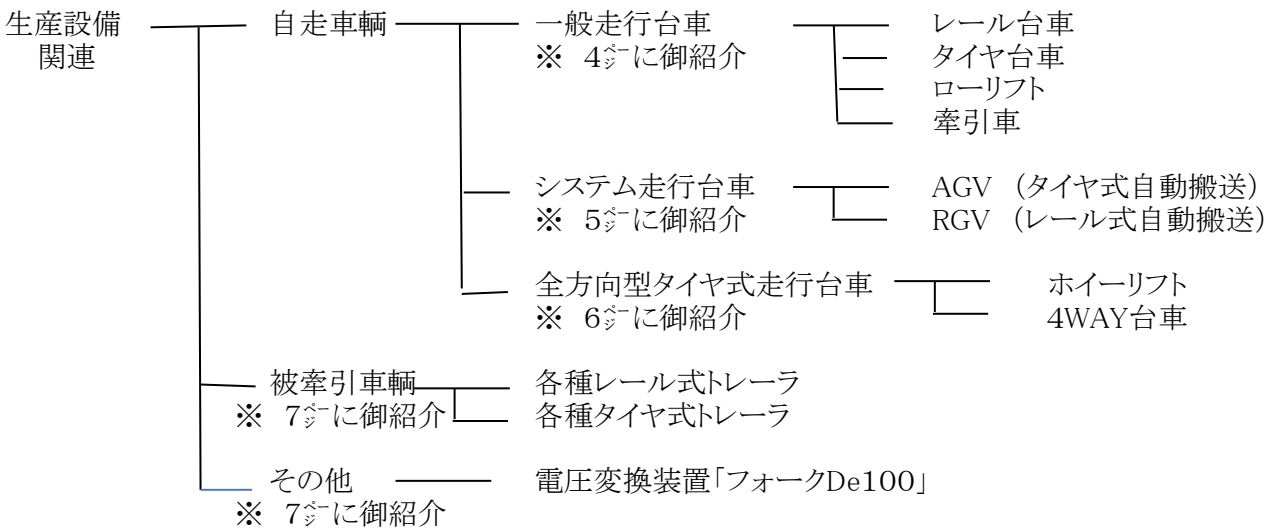 生産設備 自走車輌 一般走行台車 レール台車
関連 ※ 4㌻に御紹介 タイヤ台車
ローリフト
牽引車
システム走行台車 AGV (タイヤ式自動搬送)
※ 5㌻に御紹介 RGV (レール式自動搬送)
全方向型タイヤ式走行台車 ホイーリフト
※ 6㌻に御紹介 4WAY台車
被牽引車輌 各種レール式トレーラ
※ 7㌻に御紹介 各種タイヤ式トレーラ
その他 電圧変換装置「フォークDe100」
※ 7㌻に御紹介